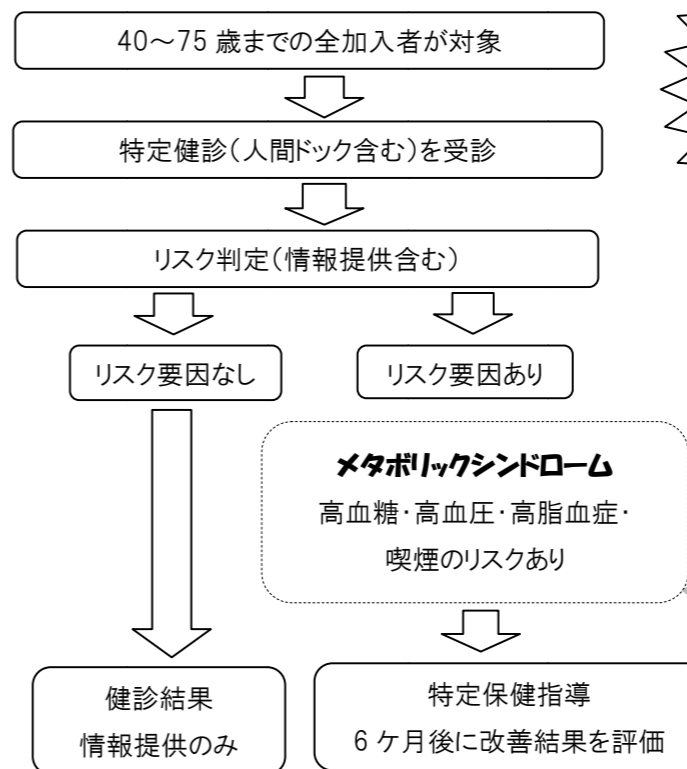 40～75 歳までの全加入者が対象
特定健診（人間ドック含む）を受診
リスク判定（情報提供含む）
リスク要因なし
リスク要因あり
メタボリックシンドローム
高血糖・高血圧・高脂血症・
喫煙のリスクあり
健診結果
情報提供のみ
特定保健指導
6 ケ月後に改善結果を評価